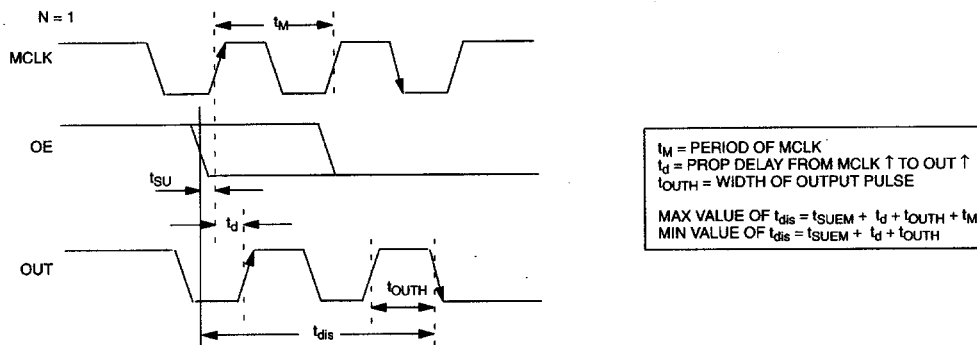 N = 1
t_M
MCLK
OE
t_SU
t_d
OUT
t_OUTH
t_dis
t_M = PERIOD OF MCLK
t_d = PROP DELAY FROM MCLK ↑ TO OUT ↑
t_OUTH = WIDTH OF OUTPUT PULSE
MAX VALUE OF t_dis = t_SUEM + t_d + t_OUTH + t_M
MIN VALUE OF t_dis = t_SUEM + t_d + t_OUTH